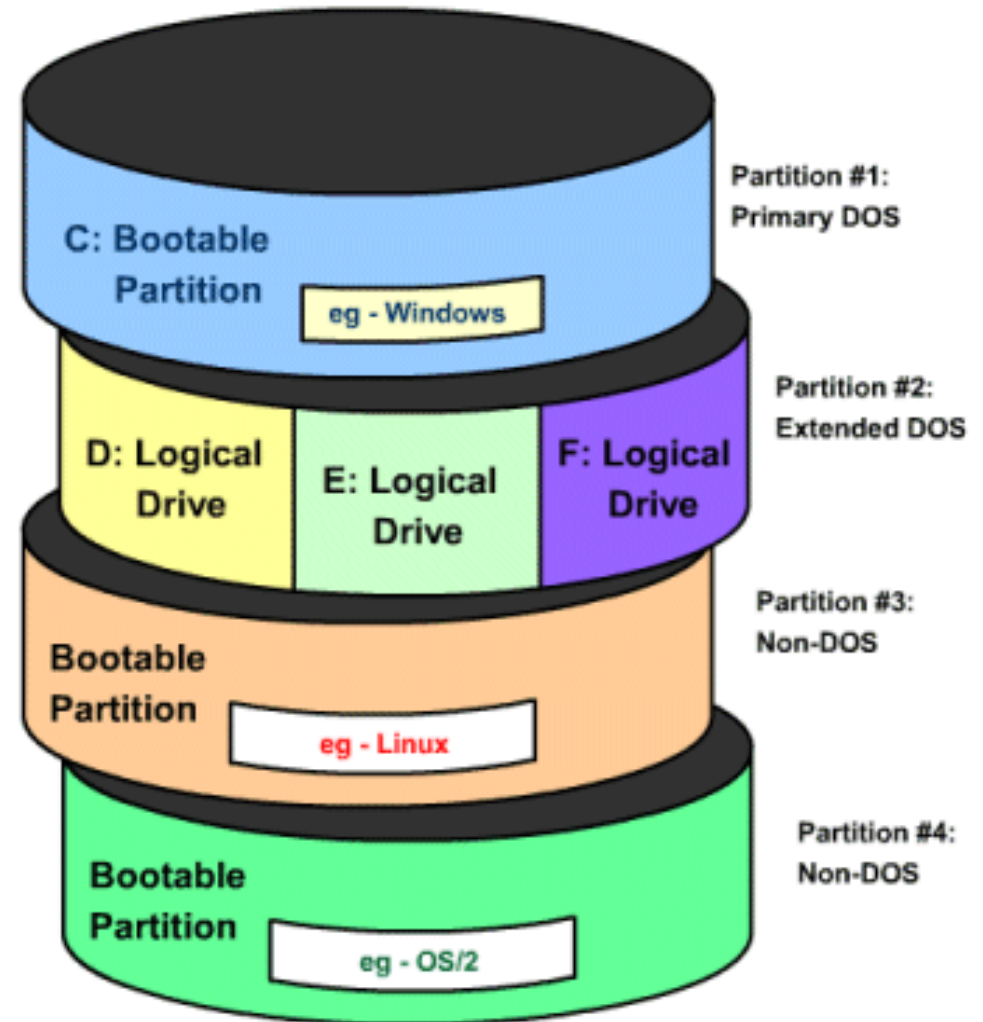 C: Bootable
Partition
eg - Windows
Partition #1:
Primary DOS
D: Logical
Drive
E: Logical
Drive
F: Logical
Drive
Partition #2:
Extended DOS
Bootable
Partition
eg - Linux
Partition #3:
Non-DOS
Bootable
Partition
eg - OS/2
Partition #4:
Non-DOS